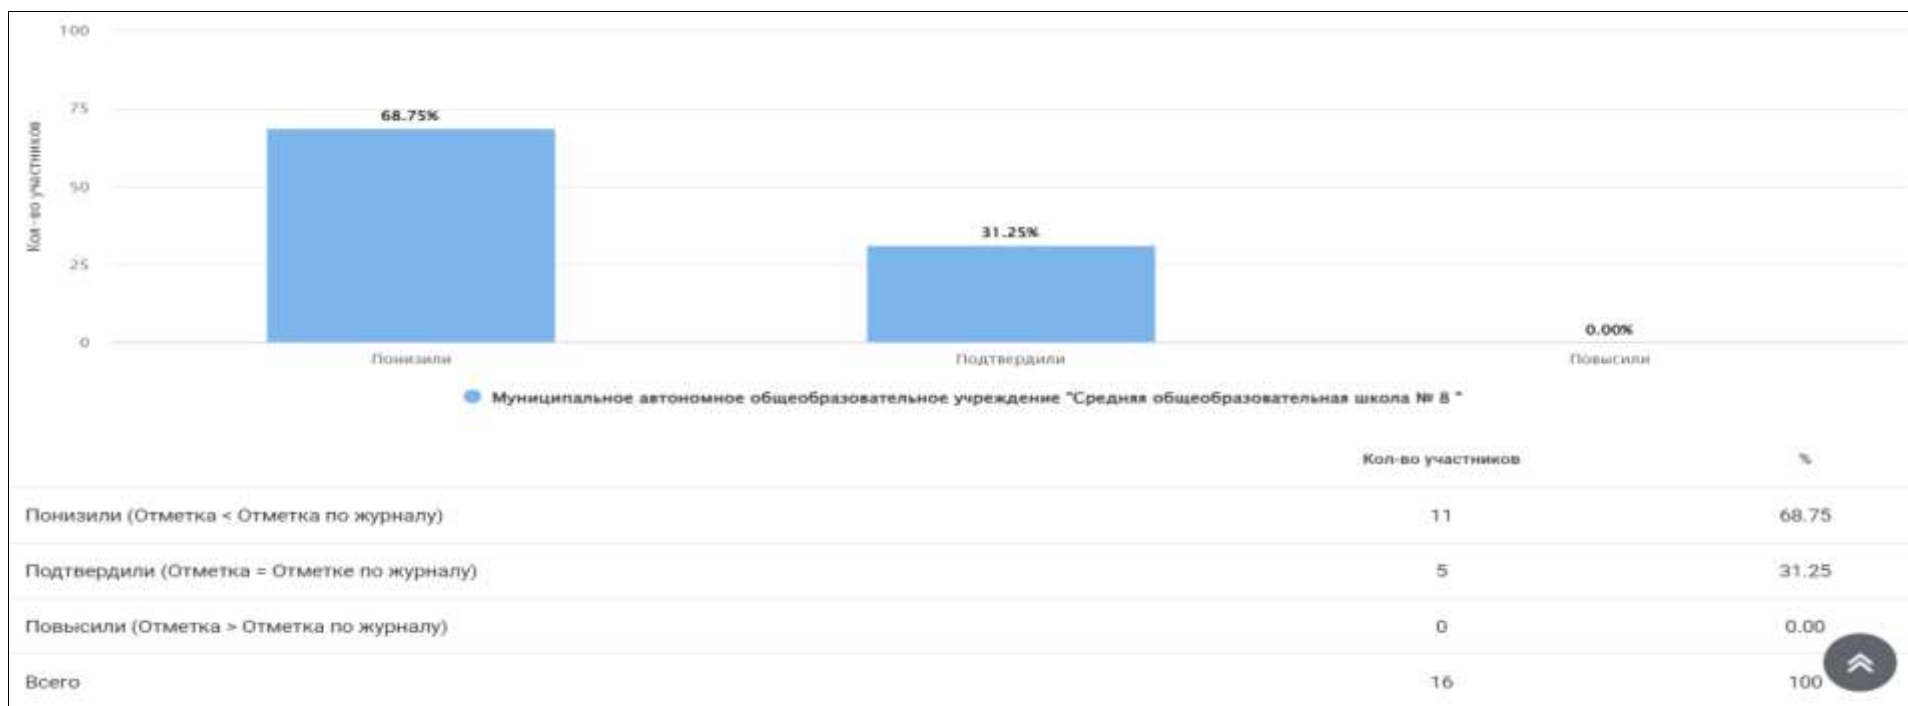 100
75
68.75%
Кол-во участников
50
31.25%
25
0.00%
0
Понизили Подтвердили Повысили
Муниципальное автономное общеобразовательное учреждение "Средняя общеобразовательная школа № 8 "
Кол-во участников %
Понизили (Отметка < Отметка по журналу) 11 68.75
Подтвердили (Отметка = Отметке по журналу) 5 31.25
Повысили (Отметка > Отметка по журналу) 0 0.00
Всего 16 100